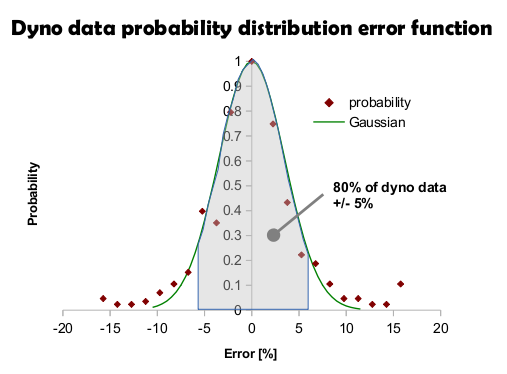 Dyno data probability distribution error function
1
0.9
0.8
0.7
0.6
0.5
0.4
0.3
0.2
0.1
0
probability
Gaussian
80% of dyno data
+/- 5%
Probability
-20 -15 -10 -5 0 5 10 15 20
Error [%]